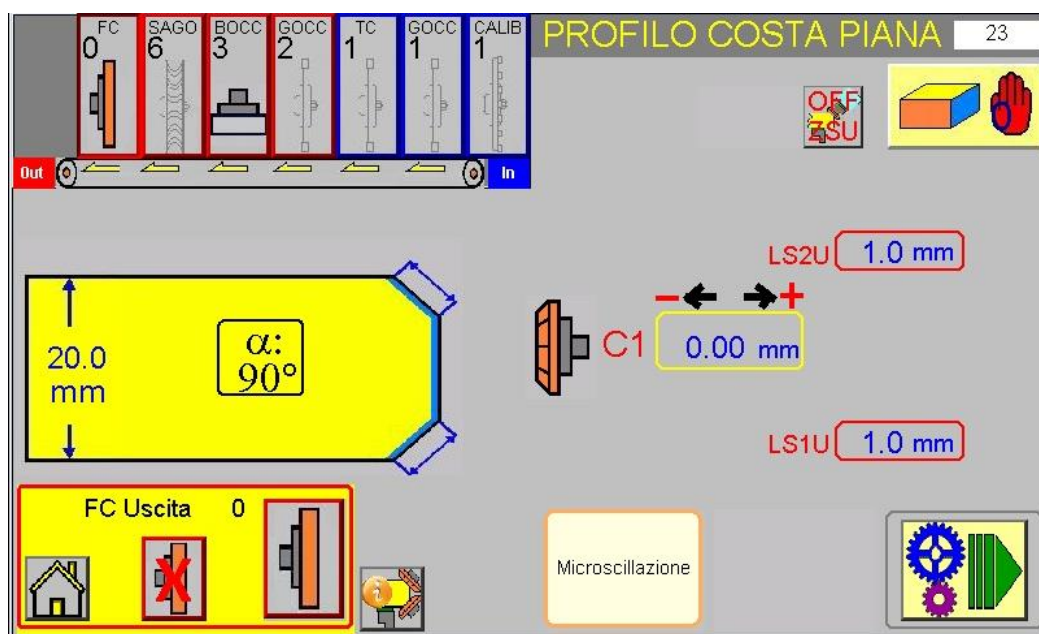 FC SAGO BOCC GOCC TC GOCC CALIB
0 6 3 2 1 1 1
PROFILO COSTA PIANA 23
OFF
ZSU
Out In
LS2U 1.0 mm
- +
C1 0.00 mm
20.0
mm
α:
90°
LS1U 1.0 mm
FC Uscita 0
X
i
Microscillazione